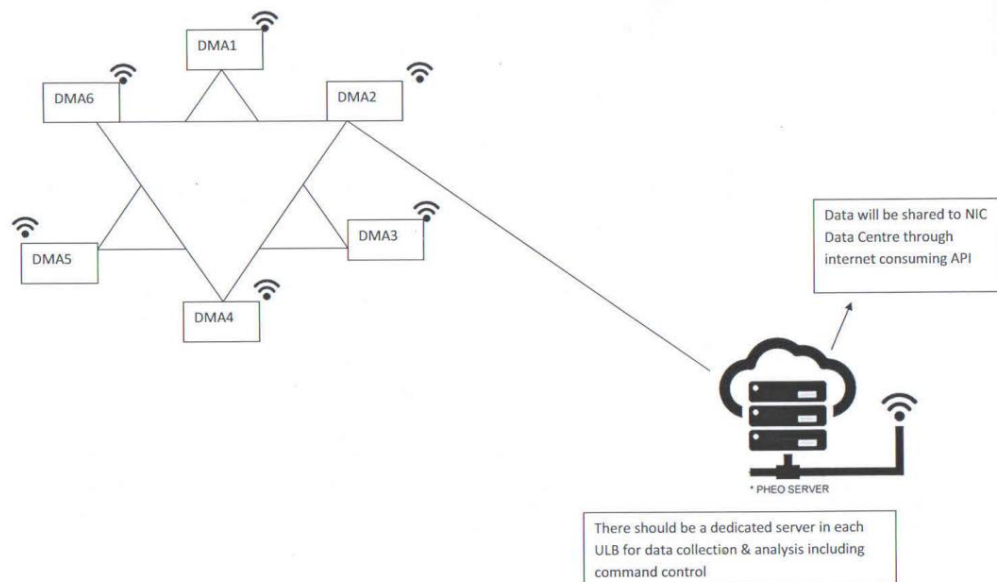 DMA1
DMA6
DMA2
DMA5
DMA3
DMA4
Data will be shared to NIC
Data Centre through
internet consuming API
* PHEO SERVER
There should be a dedicated server in each
ULB for data collection & analysis including
command control